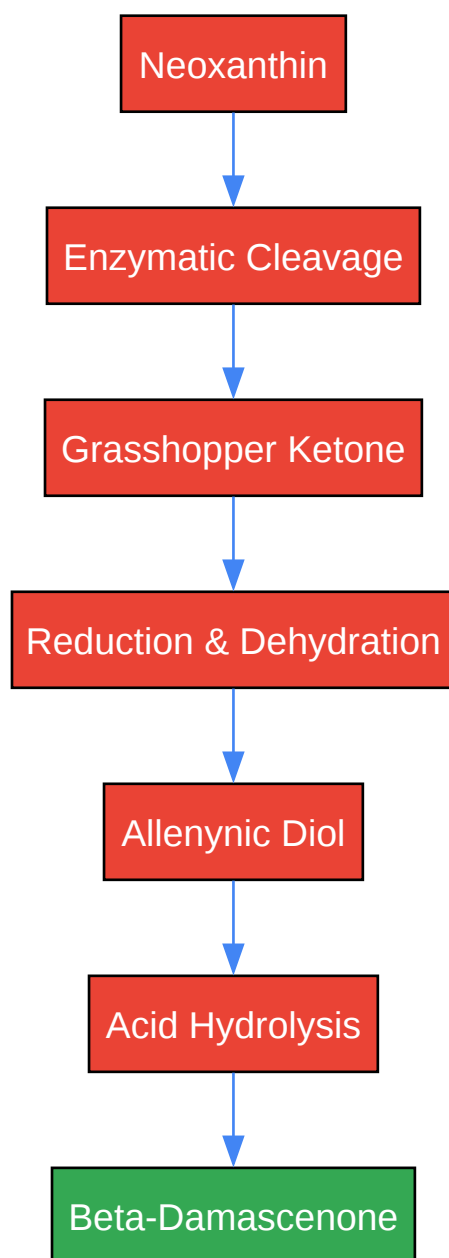 Neoxanthin
Enzymatic Cleavage
Grasshopper Ketone
Reduction & Dehydration
Allenynic Diol
Acid Hydrolysis
Beta-Damascenone